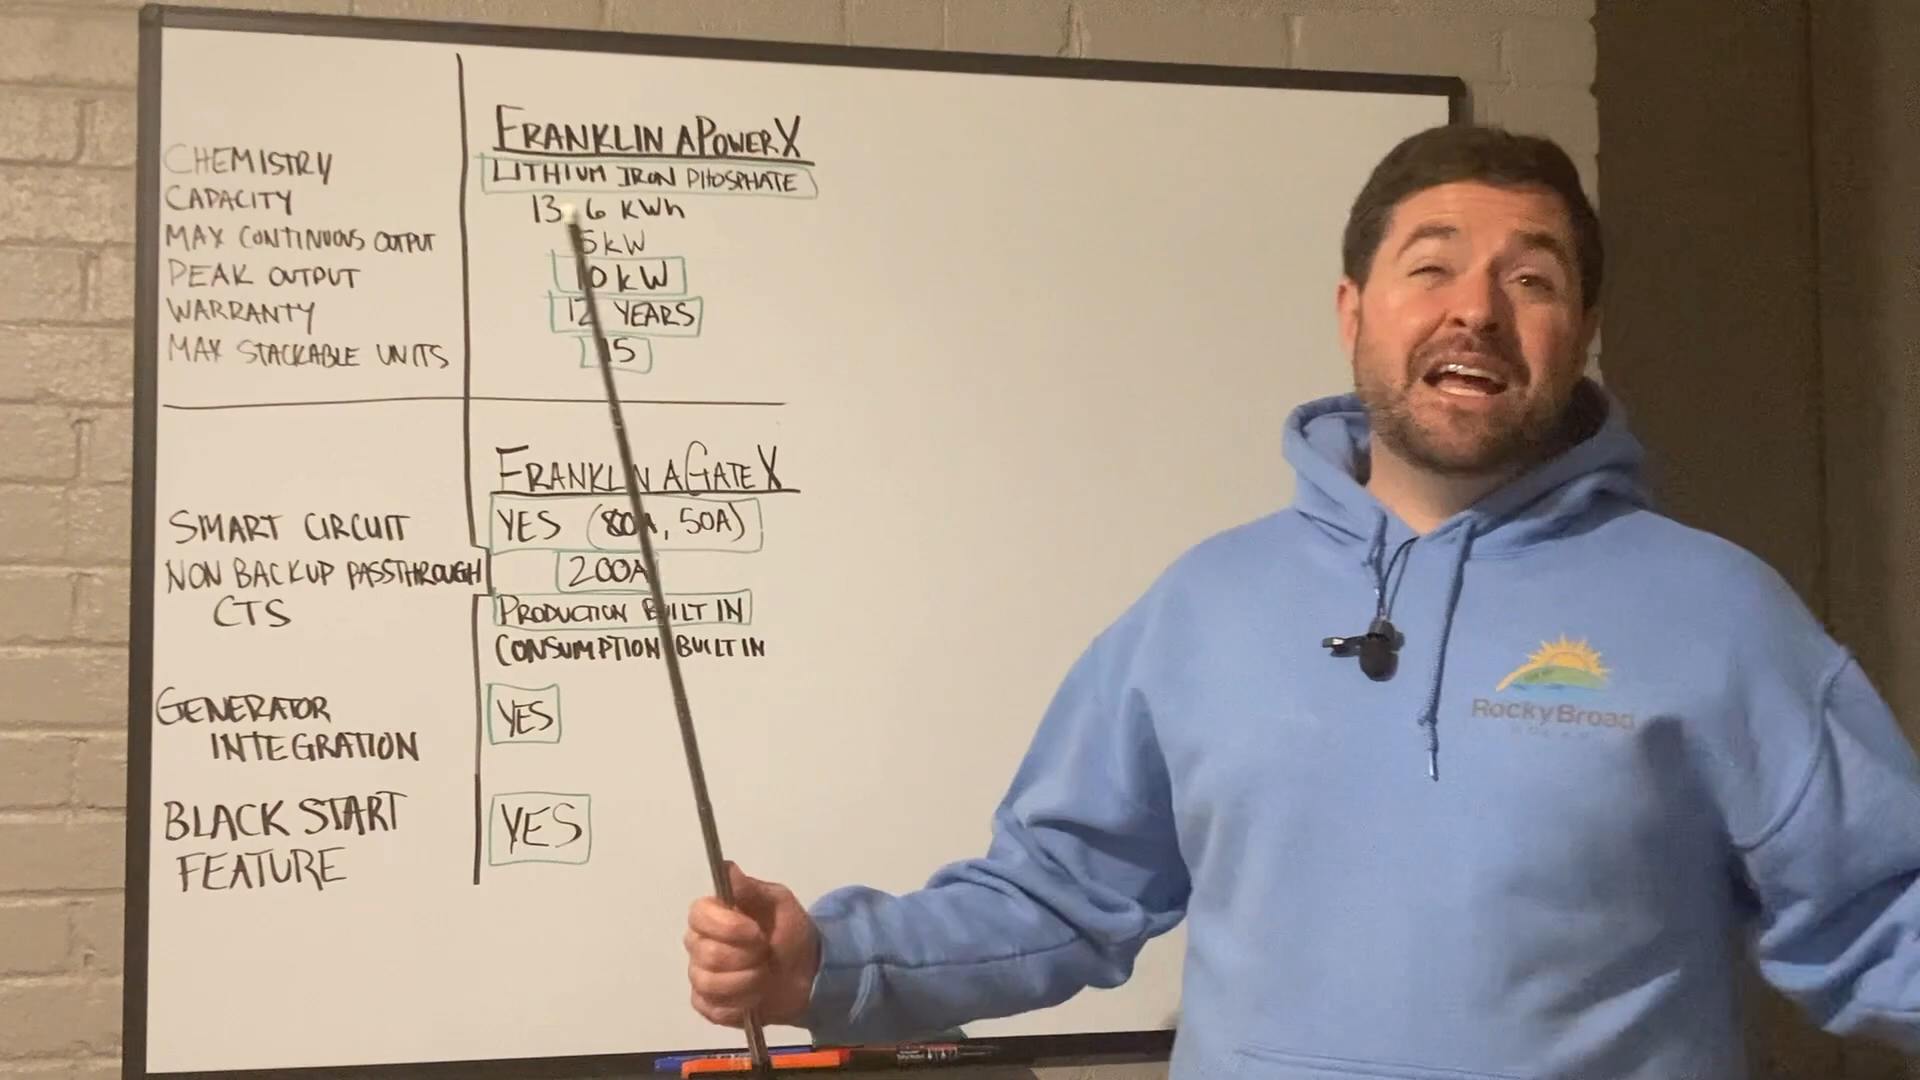 FRANKLIN APOWER X
CHEMISTRY LITHIUM IRON PHOSPHATE
CAPACITY 13.6 KWh
MAX CONTINUOUS OUTPUT 5kW
PEAK OUTPUT 10kW
WARRANTY 12 YEARS
MAX STACKABLE UNITS 15
FRANKLIN AGATE X
SMART CIRCUIT YES (80A, 50A)
NON BACKUP PASSTHROUGH 200A
CTS PRODUCTION BUILT IN
CONSUMPTION BUILT IN
GENERATOR
INTEGRATION YES
BLACK START
FEATURE YES
Rocky Broad